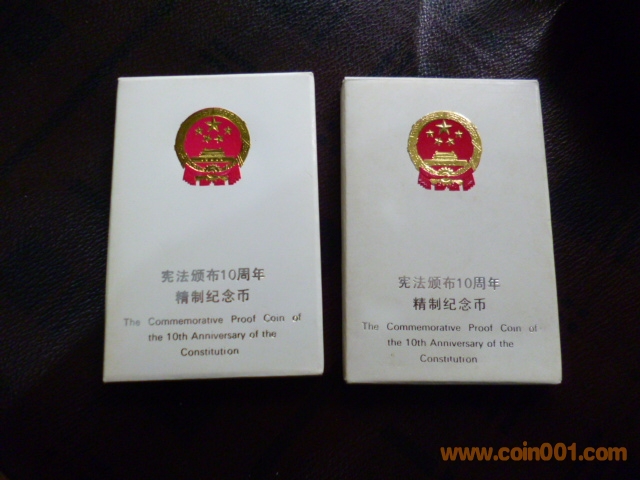 宪法颁布10周年
精制纪念币
The Commemorative Proof Coin of
the 10th Anniversary of the
Constitution
宪法颁布10周年
精制纪念币
The Commemorative Proof Coin of
the 10th Anniversary of the
Constitution
www.coin001.com